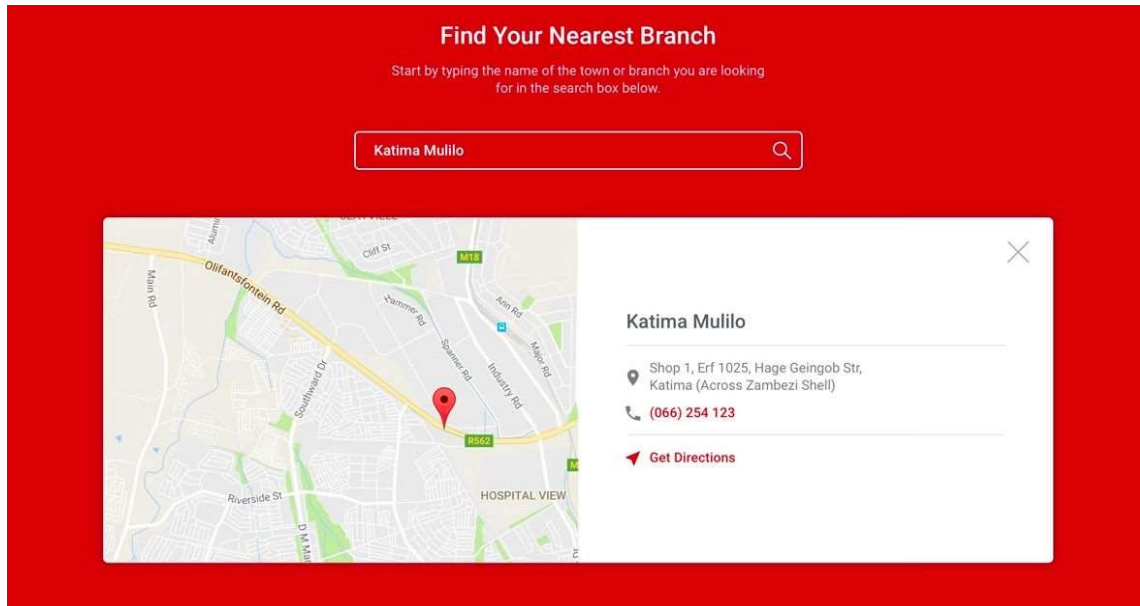 Find Your Nearest Branch
Start by typing the name of the town or branch you are looking
for in the search box below.
Katima Mulilo
Main Rd
Olifantsfontein Rd
Cliff St
M18
Hammer Rd
Ann Rd
Spanner Rd
Industry Rd
Major Rd
Southward Dr
R562
HOSPITAL VIEW
Riverside St
Katima Mulilo
Shop 1, Erf 1025, Hage Geingob Str,
Katima (Across Zambezi Shell)
(066) 254 123
Get Directions